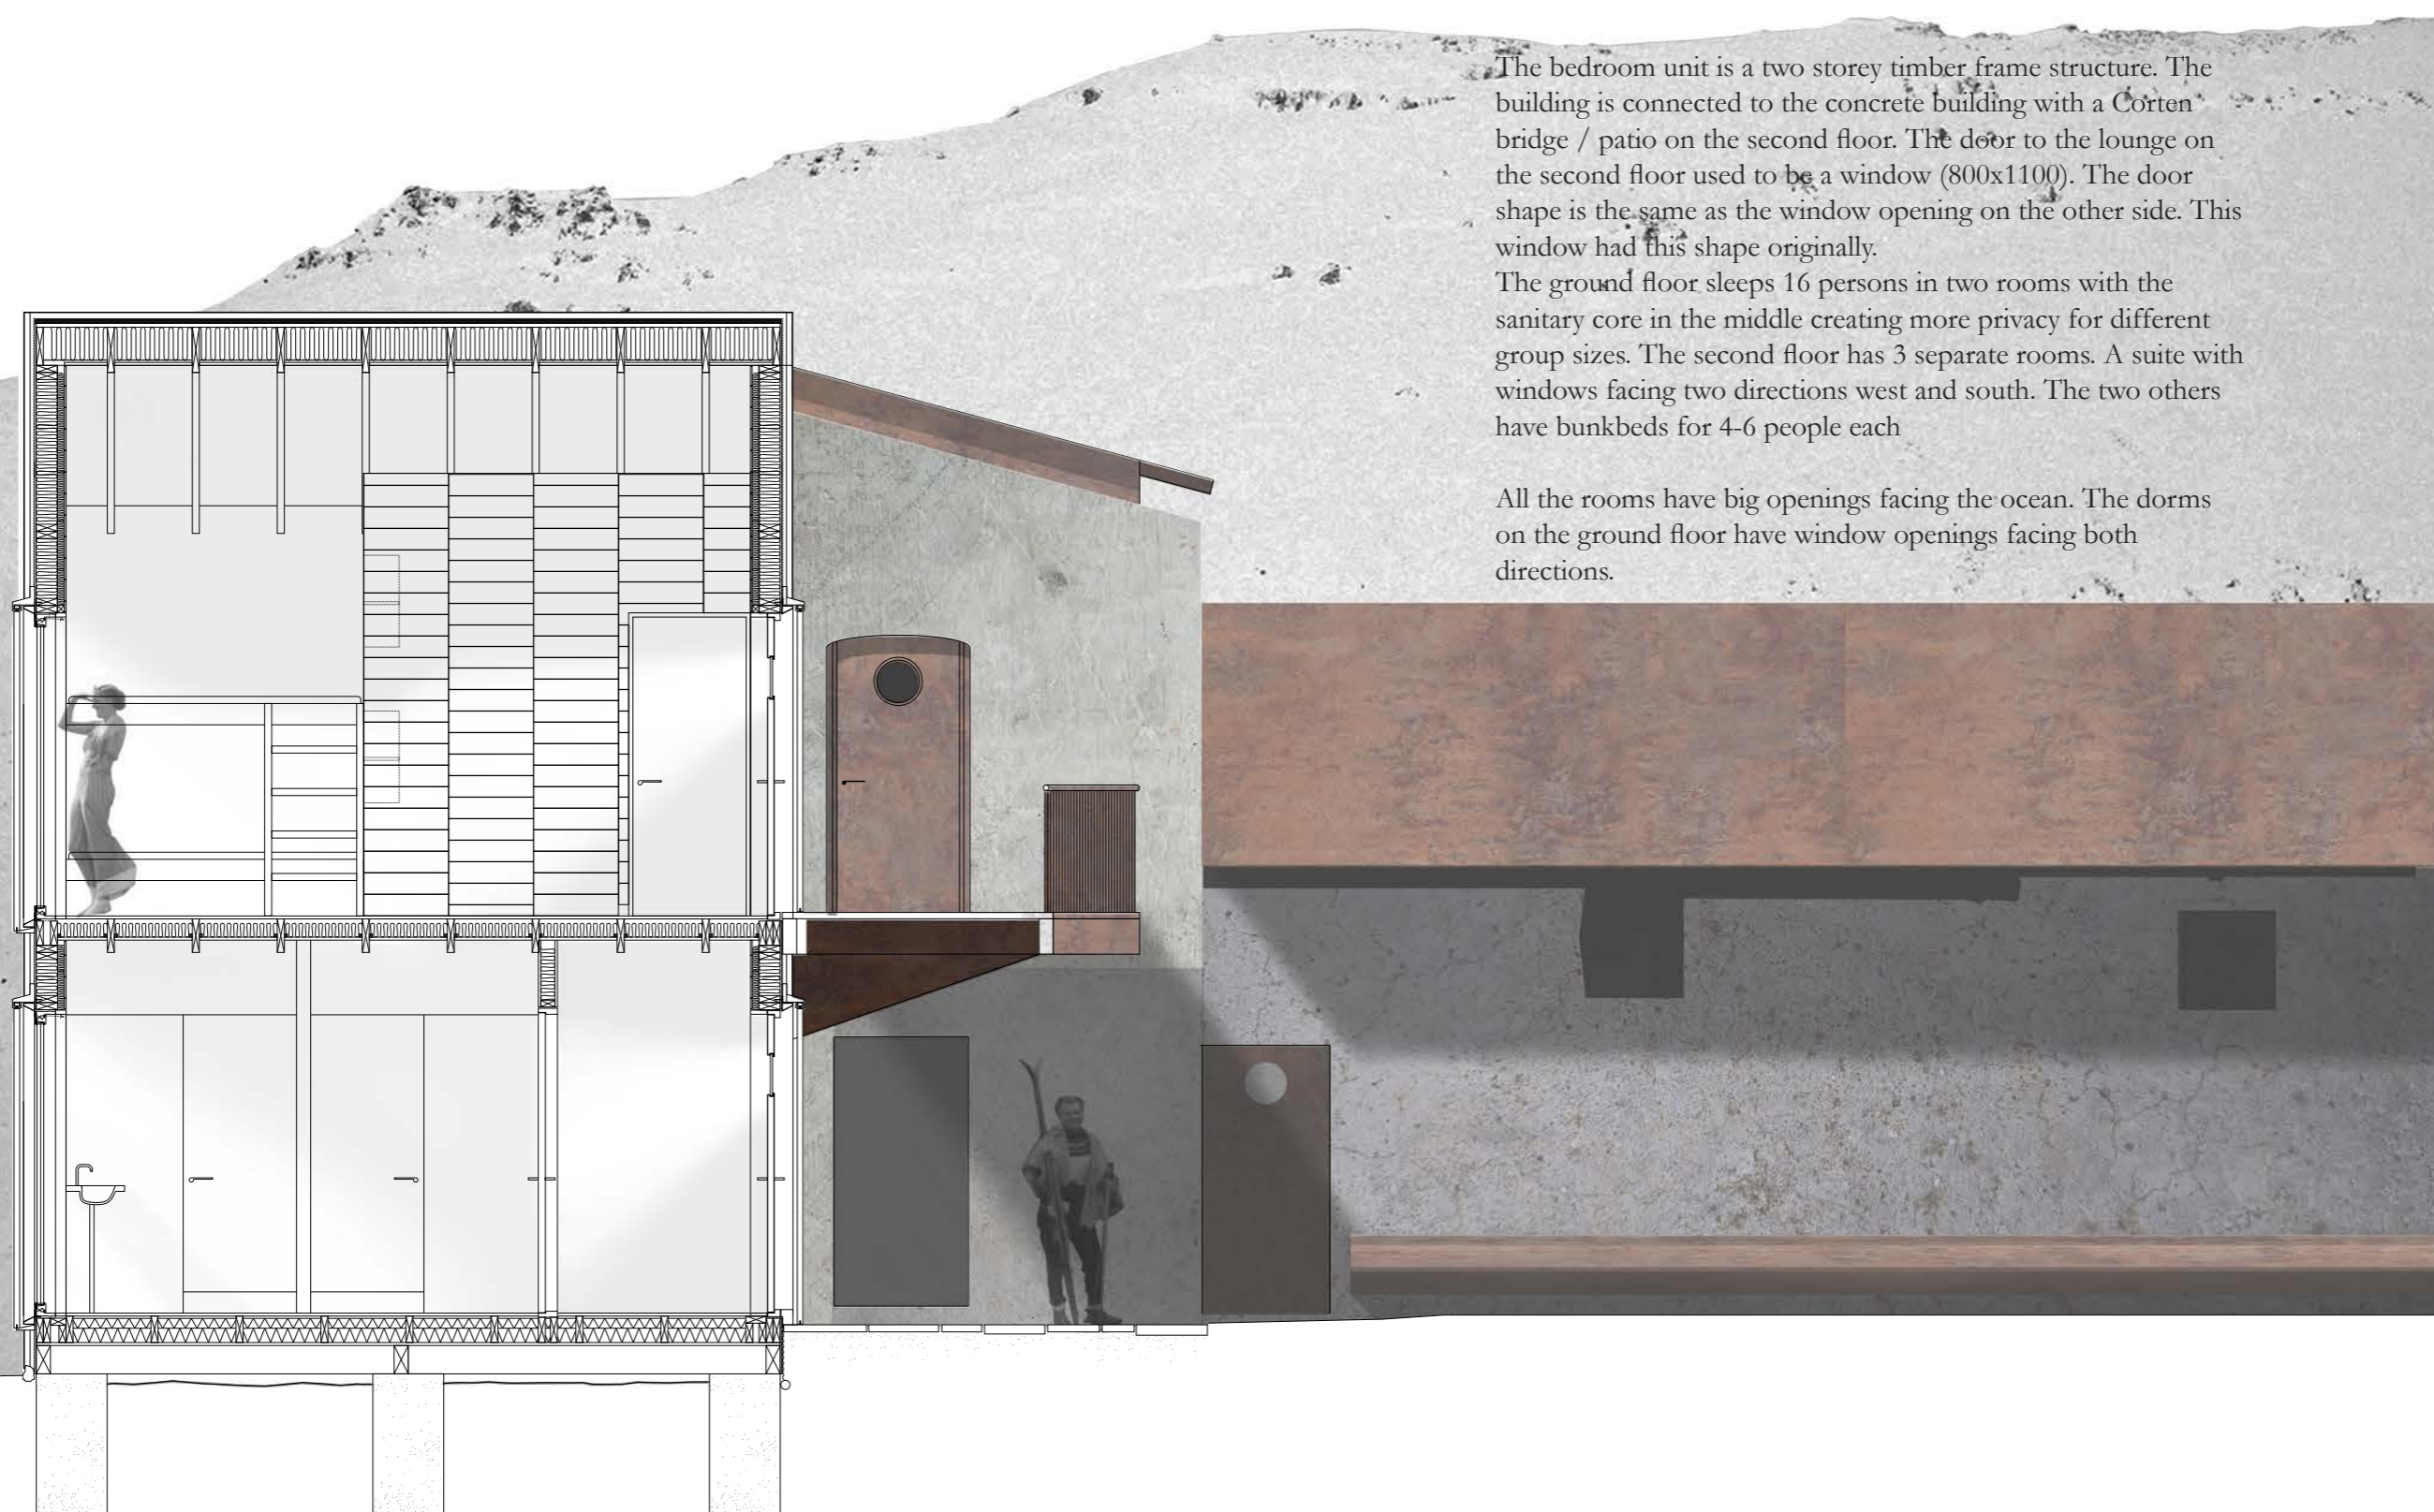 The bedroom unit is a two storey timber frame structure. The
building is connected to the concrete building with a Corten
bridge / patio on the second floor. The door to the lounge on
the second floor used to be a window (800x1100). The door
shape is the same as the window opening on the other side. This
window had this shape originally.
The ground floor sleeps 16 persons in two rooms with the
sanitary core in the middle creating more privacy for different
group sizes. The second floor has 3 separate rooms. A suite with
windows facing two directions west and south. The two others
have bunkbeds for 4-6 people each
All the rooms have big openings facing the ocean. The dorms
on the ground floor have window openings facing both
directions.